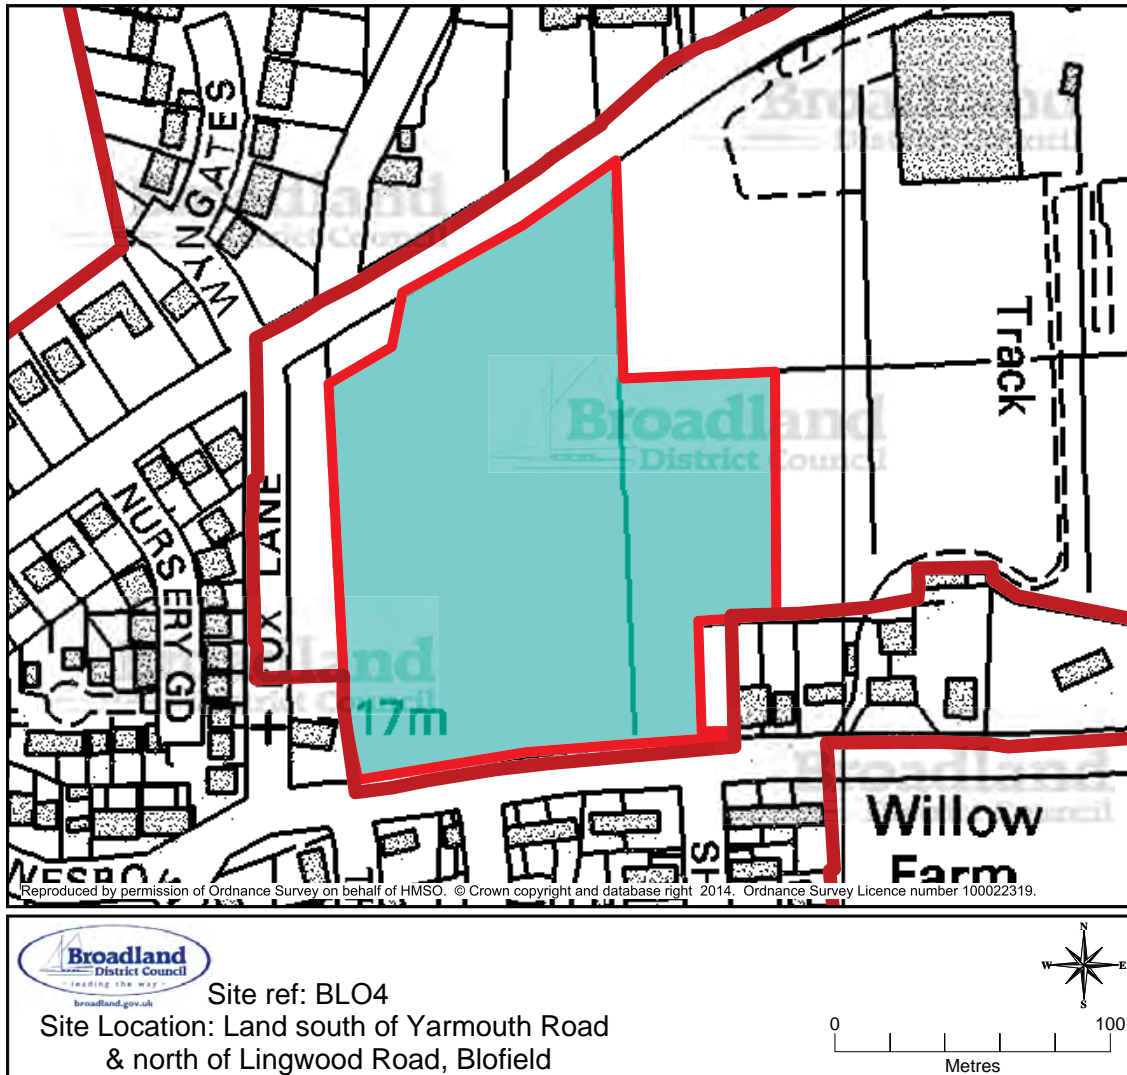 WYNGATES
Track
NURSERY GD
OX LANE
17m
Broadland
District Council
Willow
Farm
Reproduced by permission of Ordnance Survey on behalf of HMSO. © Crown copyright and database right 2014. Ordnance Survey Licence number 100022319.
Broadland
District Council
- leading the way -
broadland.gov.uk
Site ref: BLO4
Site Location: Land south of Yarmouth Road
& north of Lingwood Road, Blofield
N
W
E
S
0
100
Metres